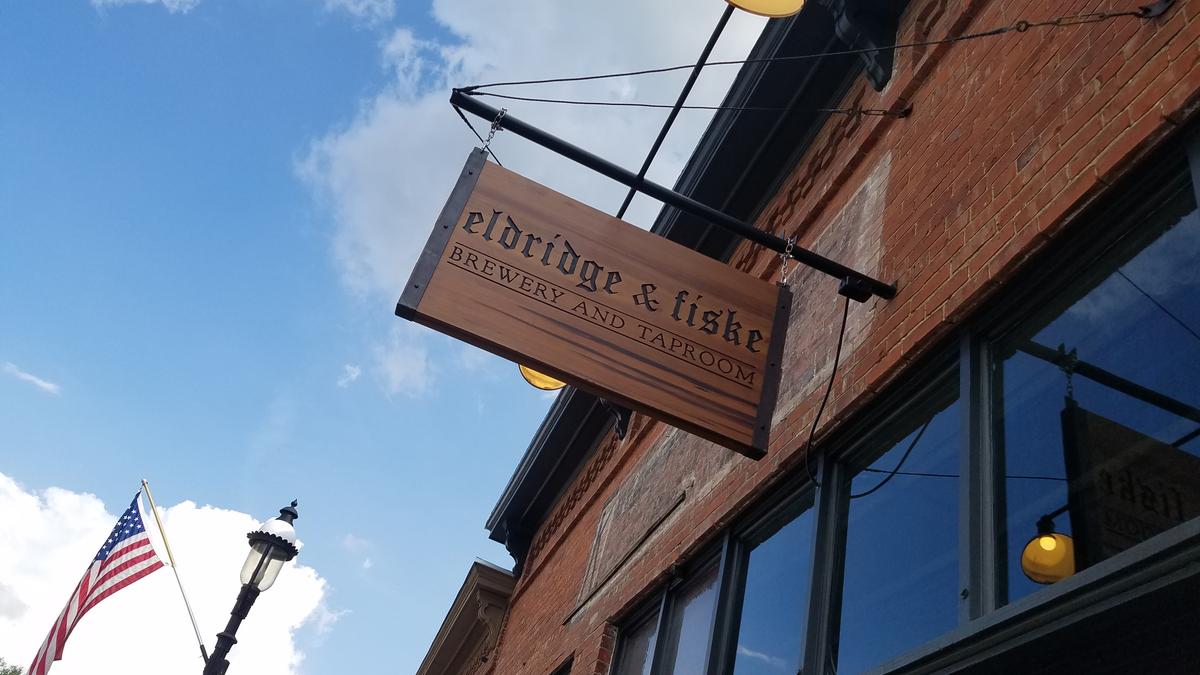 eldridge & fiske
BREWERY AND TAPROOM